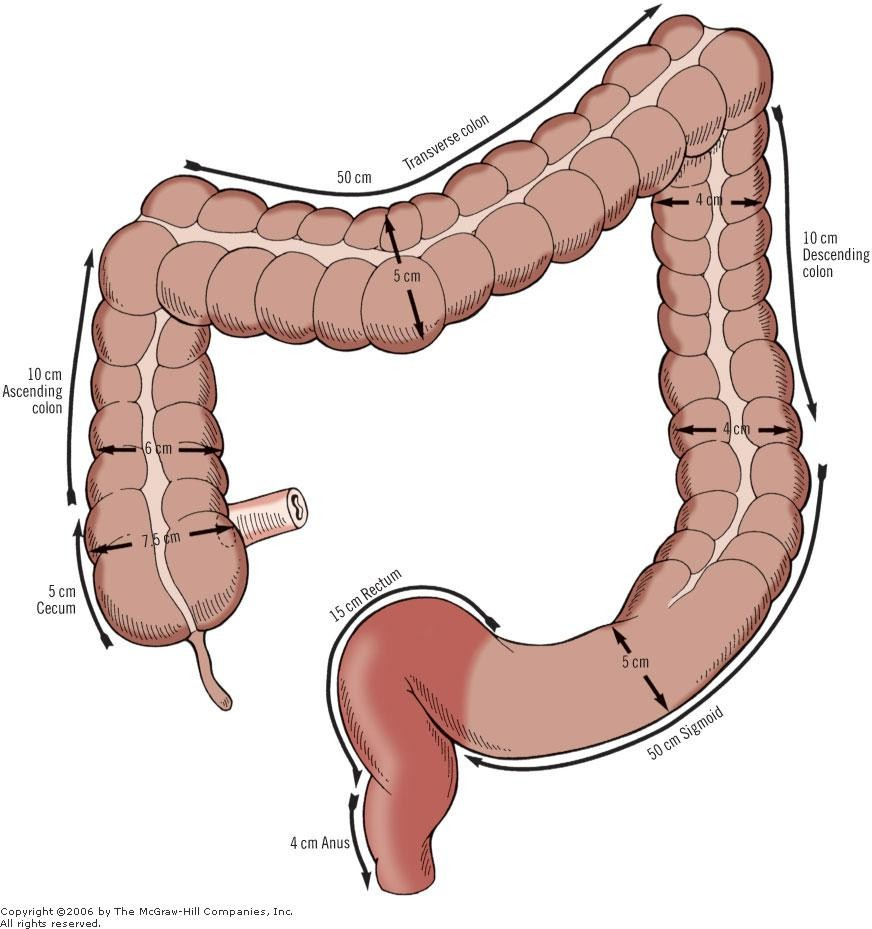 Transverse colon
50 cm
4 cm
5 cm
10 cm
Descending
colon
10 cm
Ascending
colon
6 cm
4 cm
7.5 cm
5 cm
Cecum
15 cm Rectum
5 cm
50 cm Sigmoid
4 cm Anus
Copyright ©2006 by The McGraw-Hill Companies, Inc.
All rights reserved.